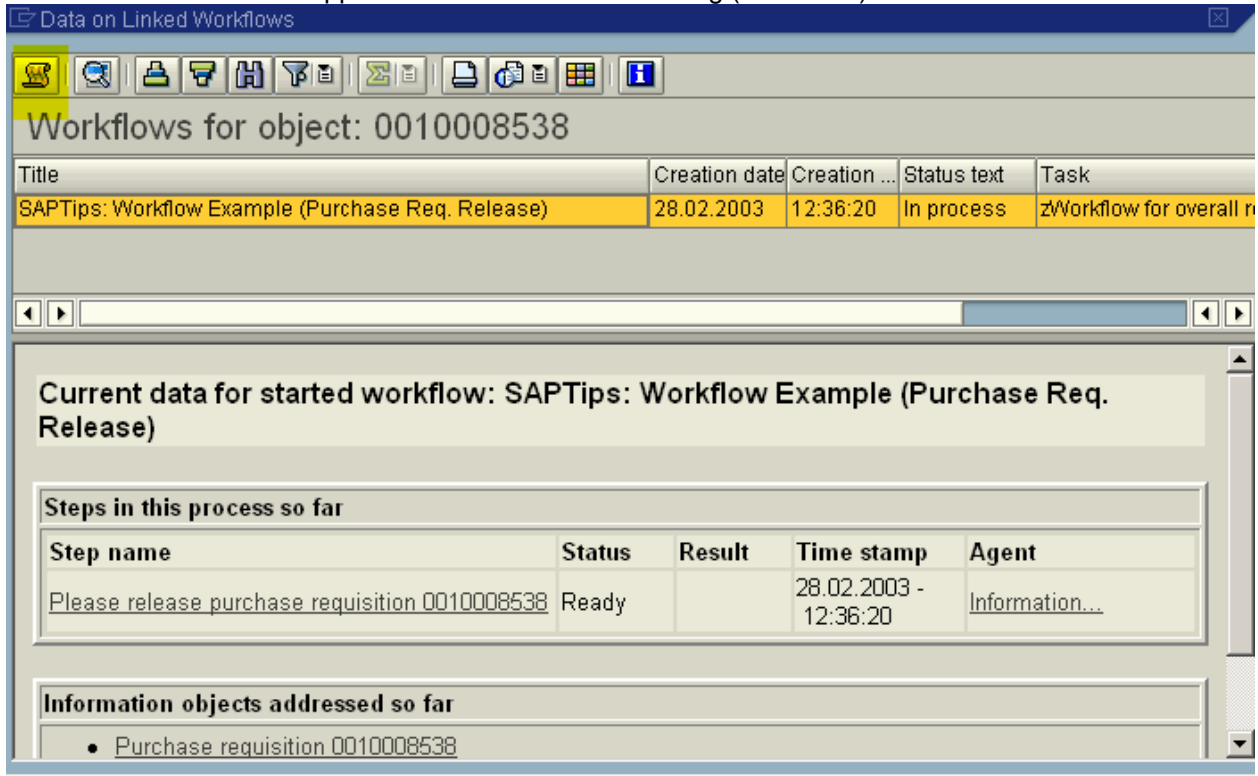 Data on Linked Workflows
Workflows for object: 0010008538
Title Creation date Creation ... Status text Task
SAPTips: Workflow Example (Purchase Req. Release) 28.02.2003 12:36:20 In process zWorkflow for overall
Current data for started workflow: SAPTips: Workflow Example (Purchase Req.
Release)
Steps in this process so far
Step name Status Result Time stamp Agent
Please release purchase requisition 0010008538 Ready 28.02.2003 -
12:36:20 Information...
Information objects addressed so far
• Purchase requisition 0010008538